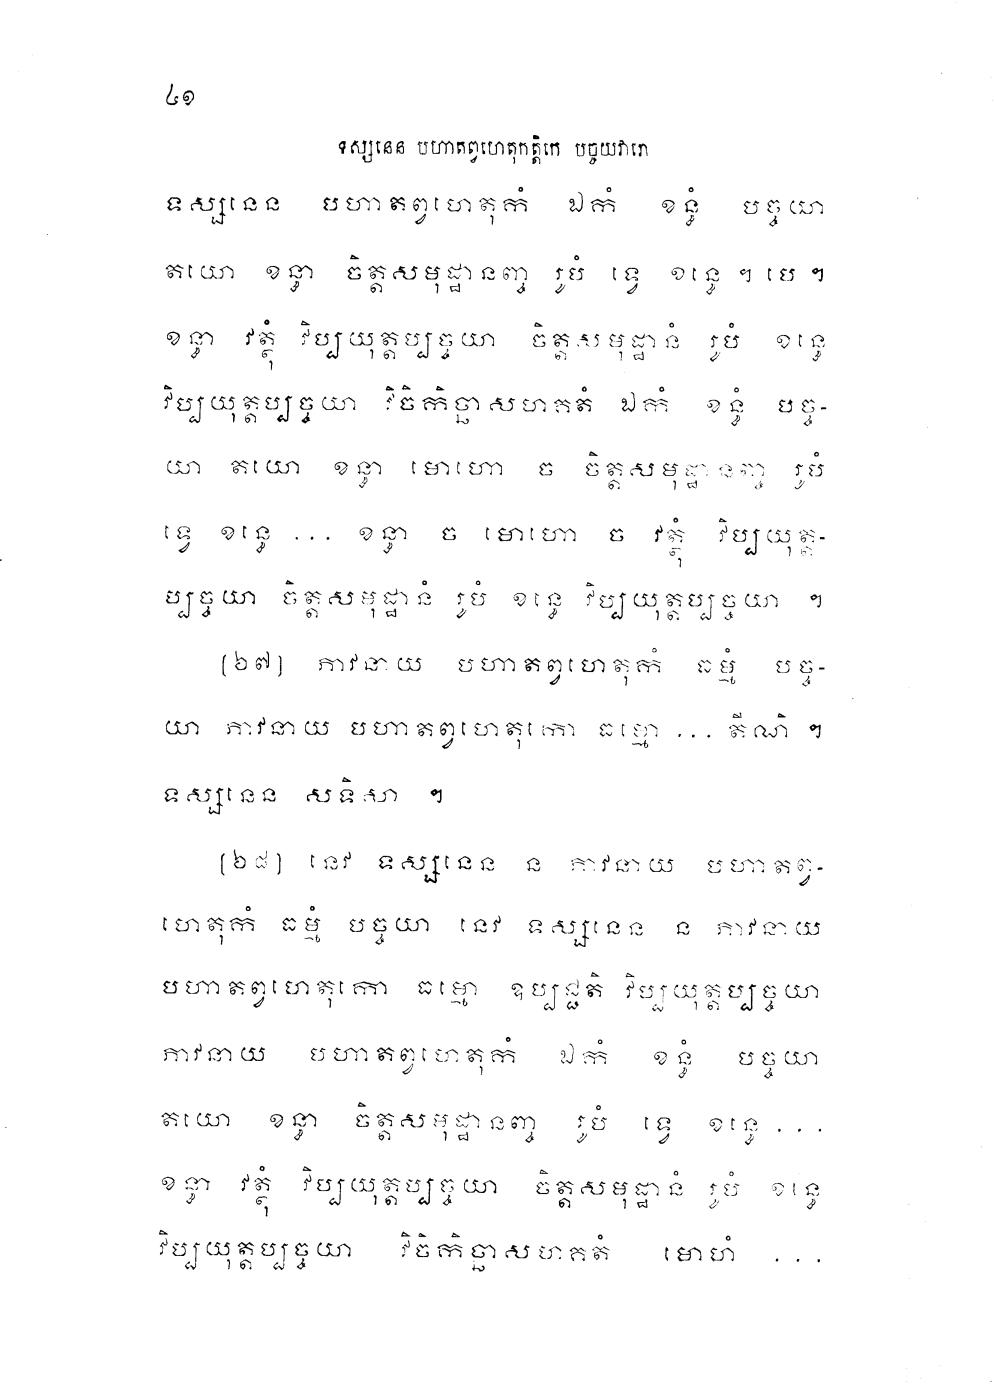 ៤១
ទស្សនេន បហាតព្វហេតុកត្តិកេ បច្ចយវារោ
ទស្សនេន បហាតព្វហេតុកំ ឯកំ ខន្ធំ បច្ចយា
តយោ ខន្ធា ចិត្តសមុដ្ឋានញ្ច រូបំ ទ្វេ ខន្ធេ ។ បេ ។
ខន្ធា វត្ថុំ វិប្បយុត្តប្បច្ចយា ចិត្តសមុដ្ឋានំ រូបំ ខន្ធេ
វិប្បយុត្តប្បច្ចយា វិចិកិច្ឆាសហគតំ ឯកំ ខន្ធំ បច្ច-
យា តយោ ខន្ធា មោហោ ច ចិត្តសមុដ្ឋានញ្ច រូបំ
ទ្វេ ខន្ធេ ... ខន្ធា ច មោហោ ច វត្ថុំ វិប្បយុត្ត-
ប្បច្ចយា ចិត្តសមុដ្ឋានំ រូបំ ខន្ធេ វិប្បយុត្តប្បច្ចយា ។
[៦៧] ភាវនាយ បហាតព្វហេតុកំ ធម្មំ បច្ច-
យា ភាវនាយ បហាតព្វហេតុកោ ធម្មោ ... តីណិ ។
ទស្សនេន សទិសា ។
[៦៨] នេវ ទស្សនេន ន ភាវនាយ បហាតព្វ-
ហេតុកំ ធម្មំ បច្ចយា នេវ ទស្សនេន ន ភាវនាយ
បហាតព្វហេតុកោ ធម្មោ ឧប្បជ្ជតិ វិប្បយុត្តប្បច្ចយា
ភាវនាយ បហាតព្វហេតុកំ ឯកំ ខន្ធំ បច្ចយា
តយោ ខន្ធា ចិត្តសមុដ្ឋានញ្ច រូបំ ទ្វេ ខន្ធេ ...
ខន្ធា វត្ថុំ វិប្បយុត្តប្បច្ចយា ចិត្តសមុដ្ឋានំ រូបំ ខន្ធេ
វិប្បយុត្តប្បច្ចយា វិចិកិច្ឆាសហគតំ មោហំ ...